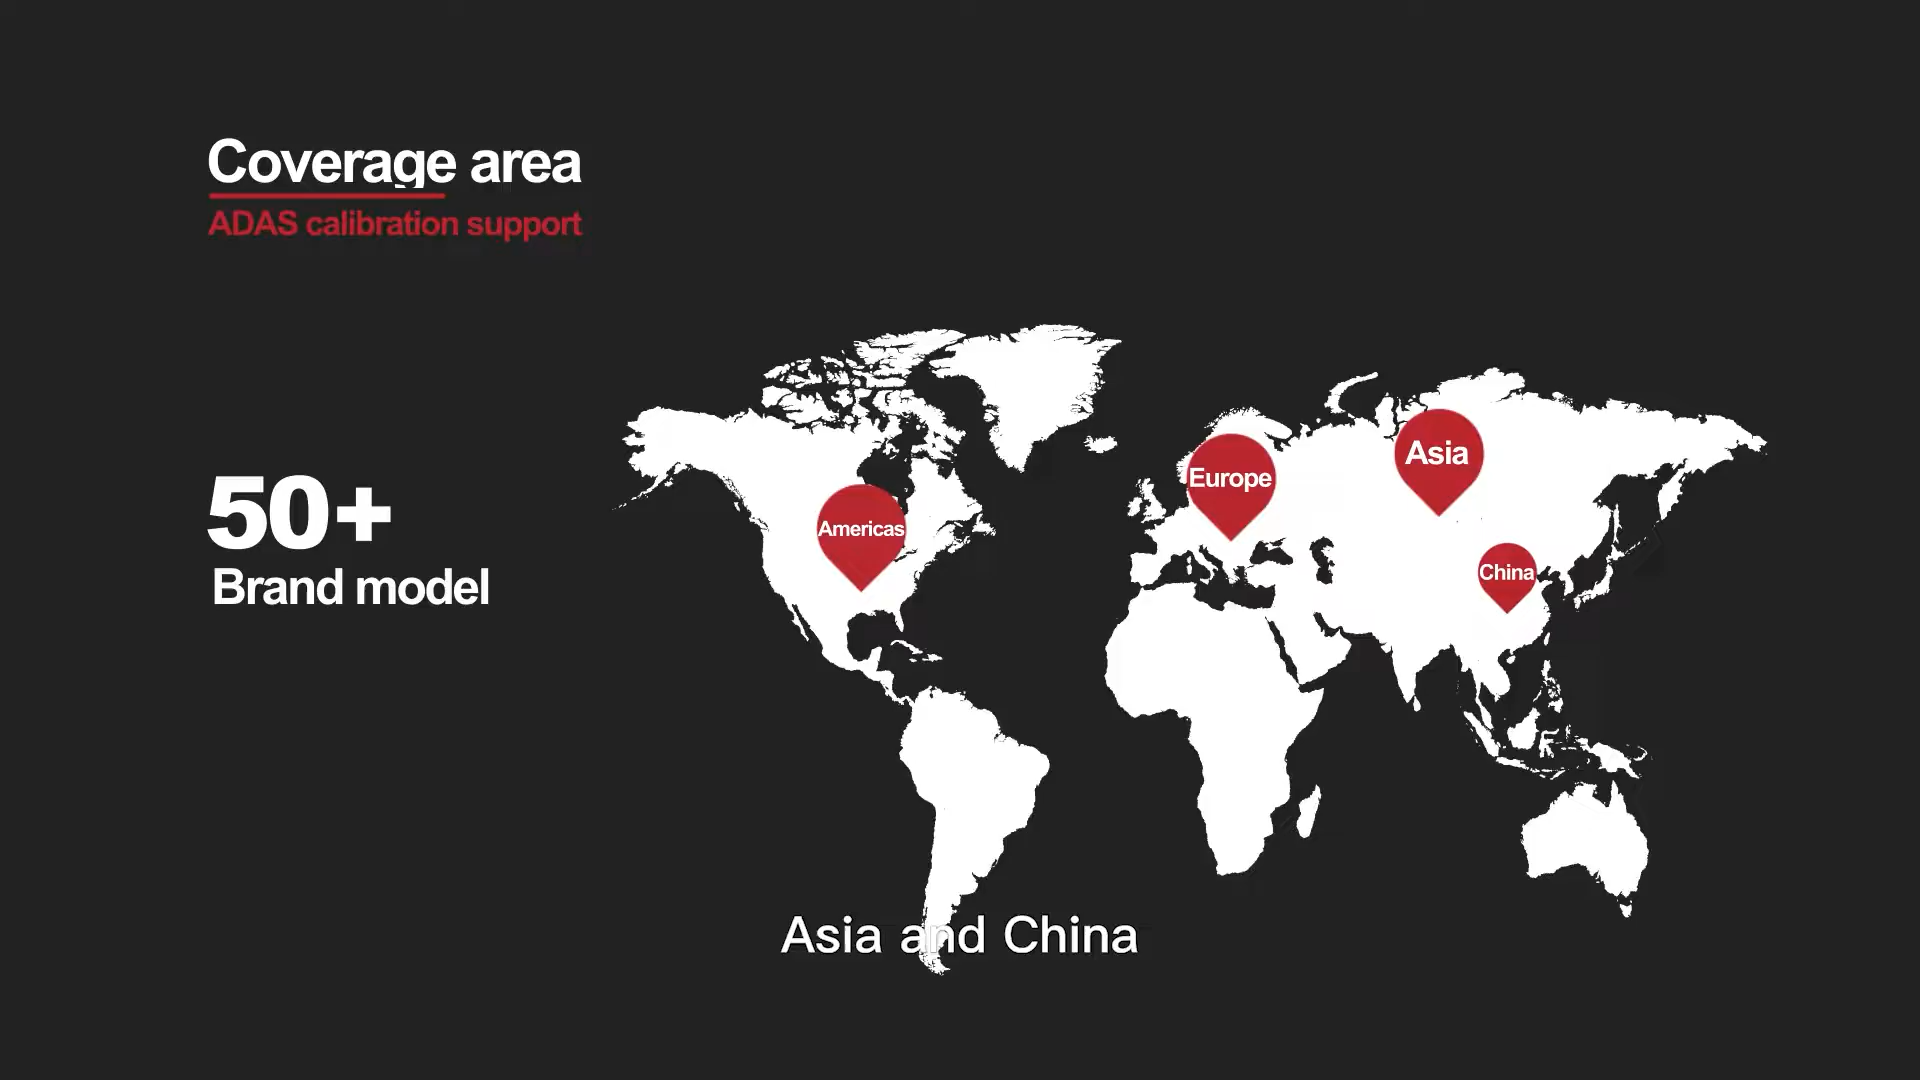 Coverage area
ADAS calibration support
50+
Brand model
Americas
Europe
Asia
China
Asia and China